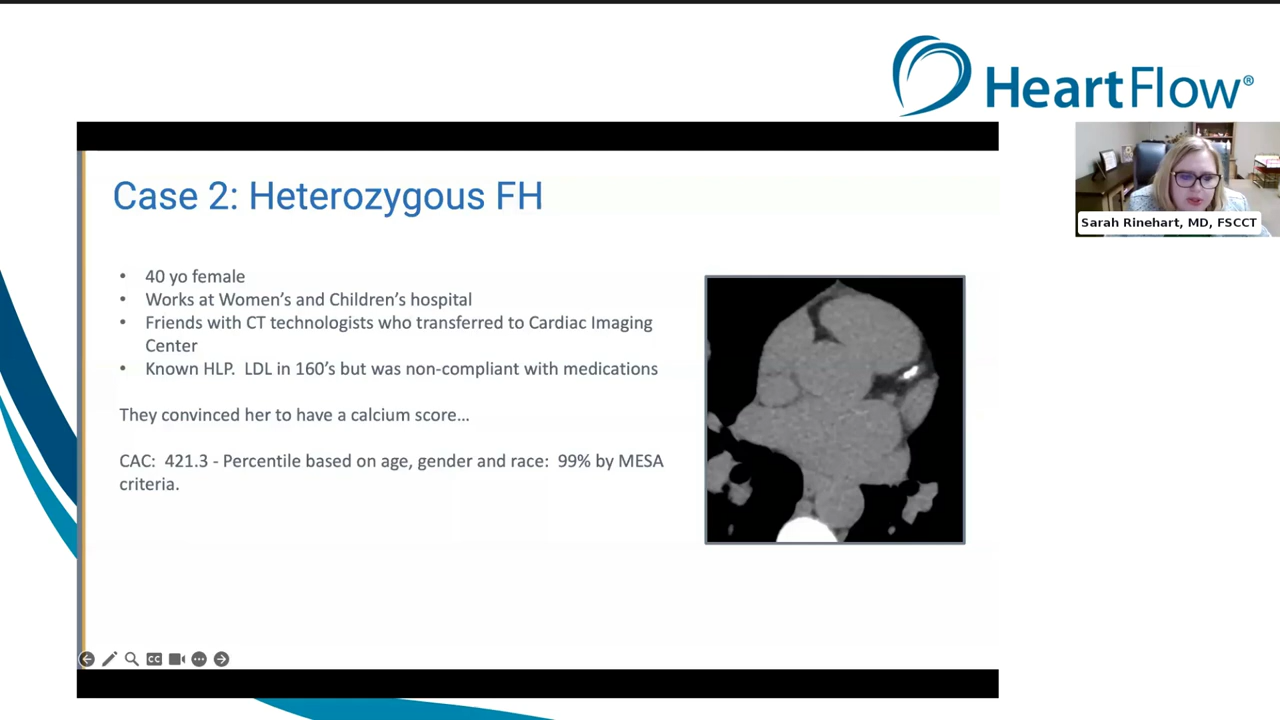 HeartFlow®
Case 2: Heterozygous FH
• 40 yo female
• Works at Women's and Children's hospital
• Friends with CT technologists who transferred to Cardiac Imaging
Center
• Known HLP.  LDL in 160's but was non-compliant with medications
They convinced her to have a calcium score…
CAC:  421.3 - Percentile based on age, gender and race:  99% by MESA
criteria.
Sarah Rinehart, MD, FSCCT
CC